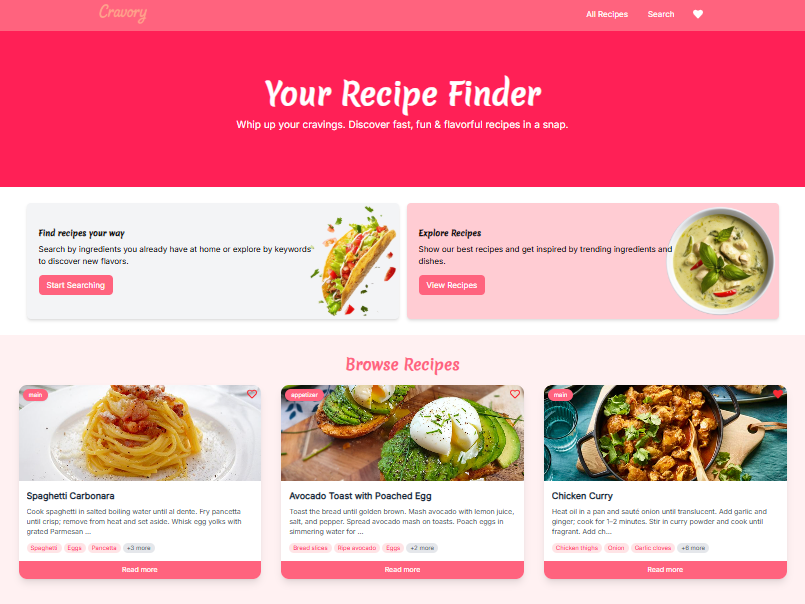 Cravory
All Recipes
Search
Your Recipe Finder
Whip up your cravings. Discover fast, fun & flavorful recipes in a snap.
Find recipes your way
Search by ingredients you already have at home or explore by keywords
to discover new flavors.
Start Searching
Explore Recipes
Show our best recipes and get inspired by trending ingredients and
dishes.
View Recipes
Browse Recipes
main
Spaghetti Carbonara
Cook spaghetti in salted boiling water until al dente. Fry pancetta
until crisp; remove from heat and set aside. Whisk egg yolks with
grated Parmesan ...
Spaghetti Eggs Pancetta +3 more
Read more
appetizer
Avocado Toast with Poached Egg
Toast the bread until golden brown. Mash avocado with lemon juice,
salt, and pepper. Spread avocado mash on toasts. Poach eggs in
simmering water for ...
Bread slices Ripe avocado Eggs +2 more
Read more
main
Chicken Curry
Heat oil in a pan and sauté onion until translucent. Add garlic and
ginger; cook for 1–2 minutes. Stir in curry powder and cook until
fragrant. Add ch...
Chicken thighs Onion Garlic cloves +6 more
Read more